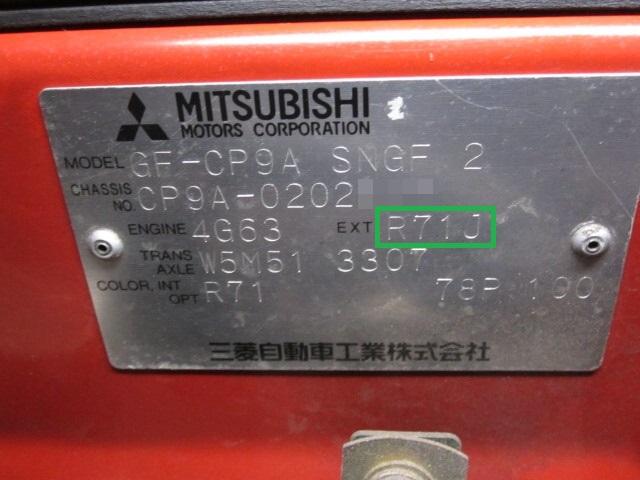 MITSUBISHI
MOTORS CORPORATION
MODEL GF-CP9A SNGF 2
CHASSIS NO. CP9A-0202
ENGINE 4G63 EXT R71J
TRANS AXLE W5M51 3307
COLOR, INT OPT R71 78P 100
三菱自動車工業株式会社